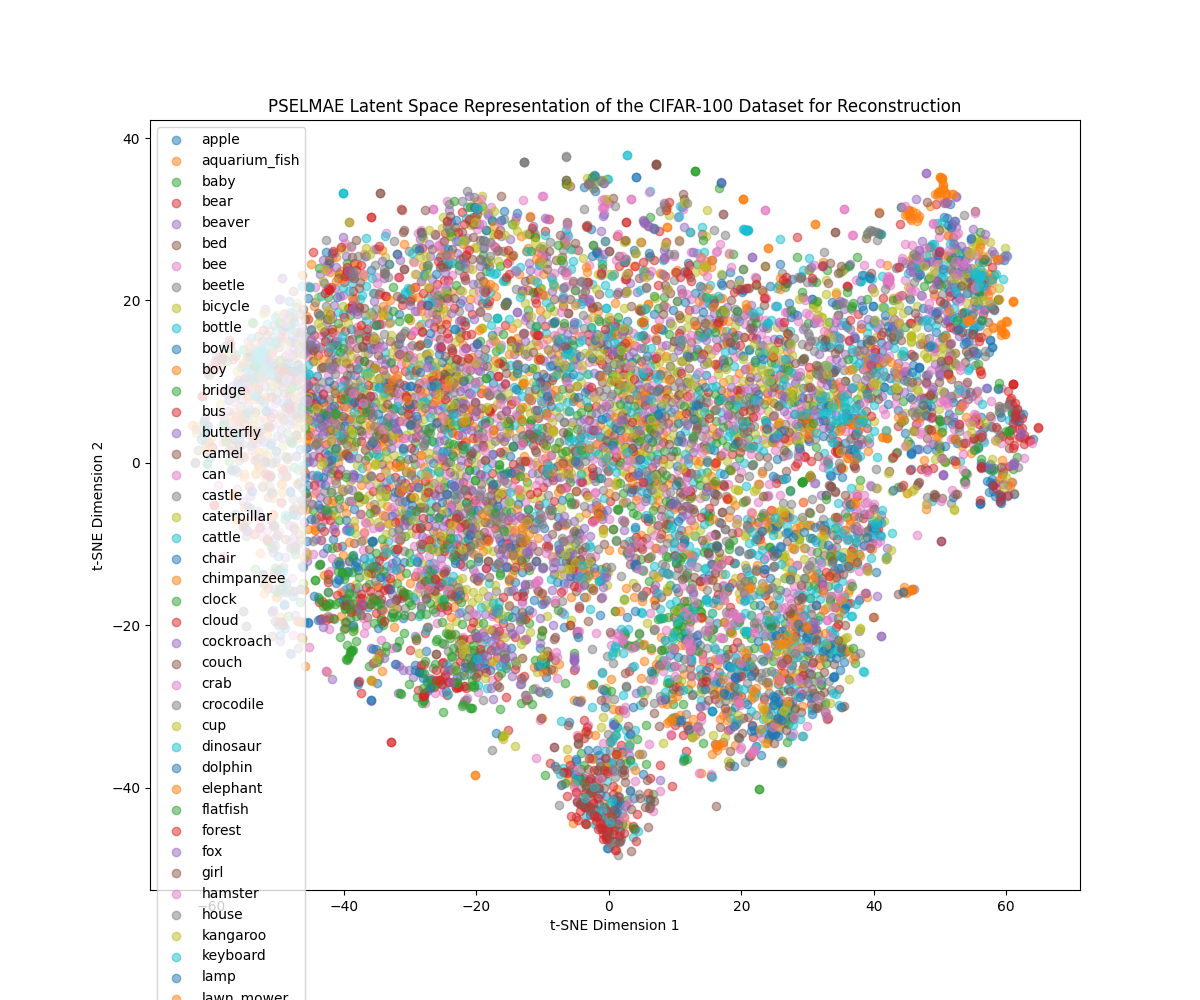 PSELMAE Latent Space Representation of the CIFAR-100 Dataset for Reconstruction
40
20
0
−20
−40
t-SNE Dimension 2
apple
aquarium_fish
baby
bear
beaver
bed
bee
beetle
bicycle
bottle
bowl
boy
bridge
bus
butterfly
camel
can
castle
caterpillar
cattle
chair
chimpanzee
clock
cloud
cockroach
couch
crab
crocodile
cup
dinosaur
dolphin
elephant
flatfish
forest
fox
girl
hamster
house
kangaroo
keyboard
lamp
lawn_mower
−60
−40
−20
0
20
40
60
t-SNE Dimension 1